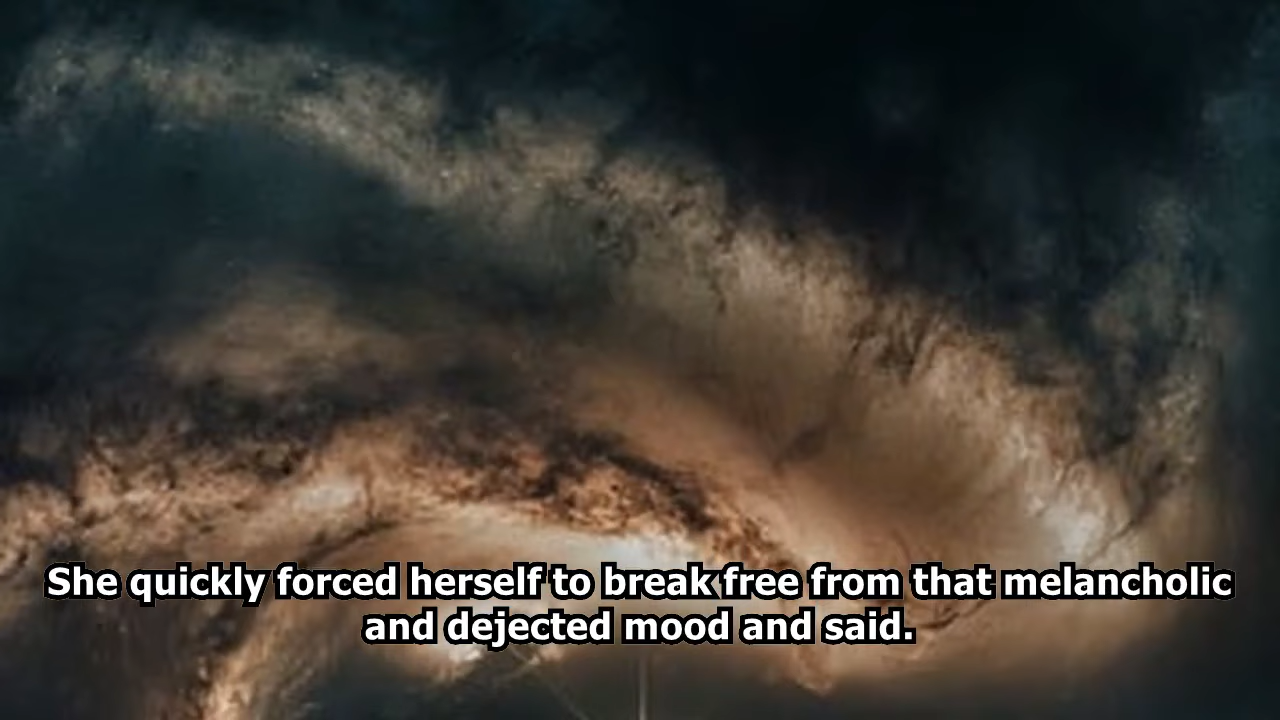 She quickly forced herself to break free from that melancholic
and dejected mood and said.